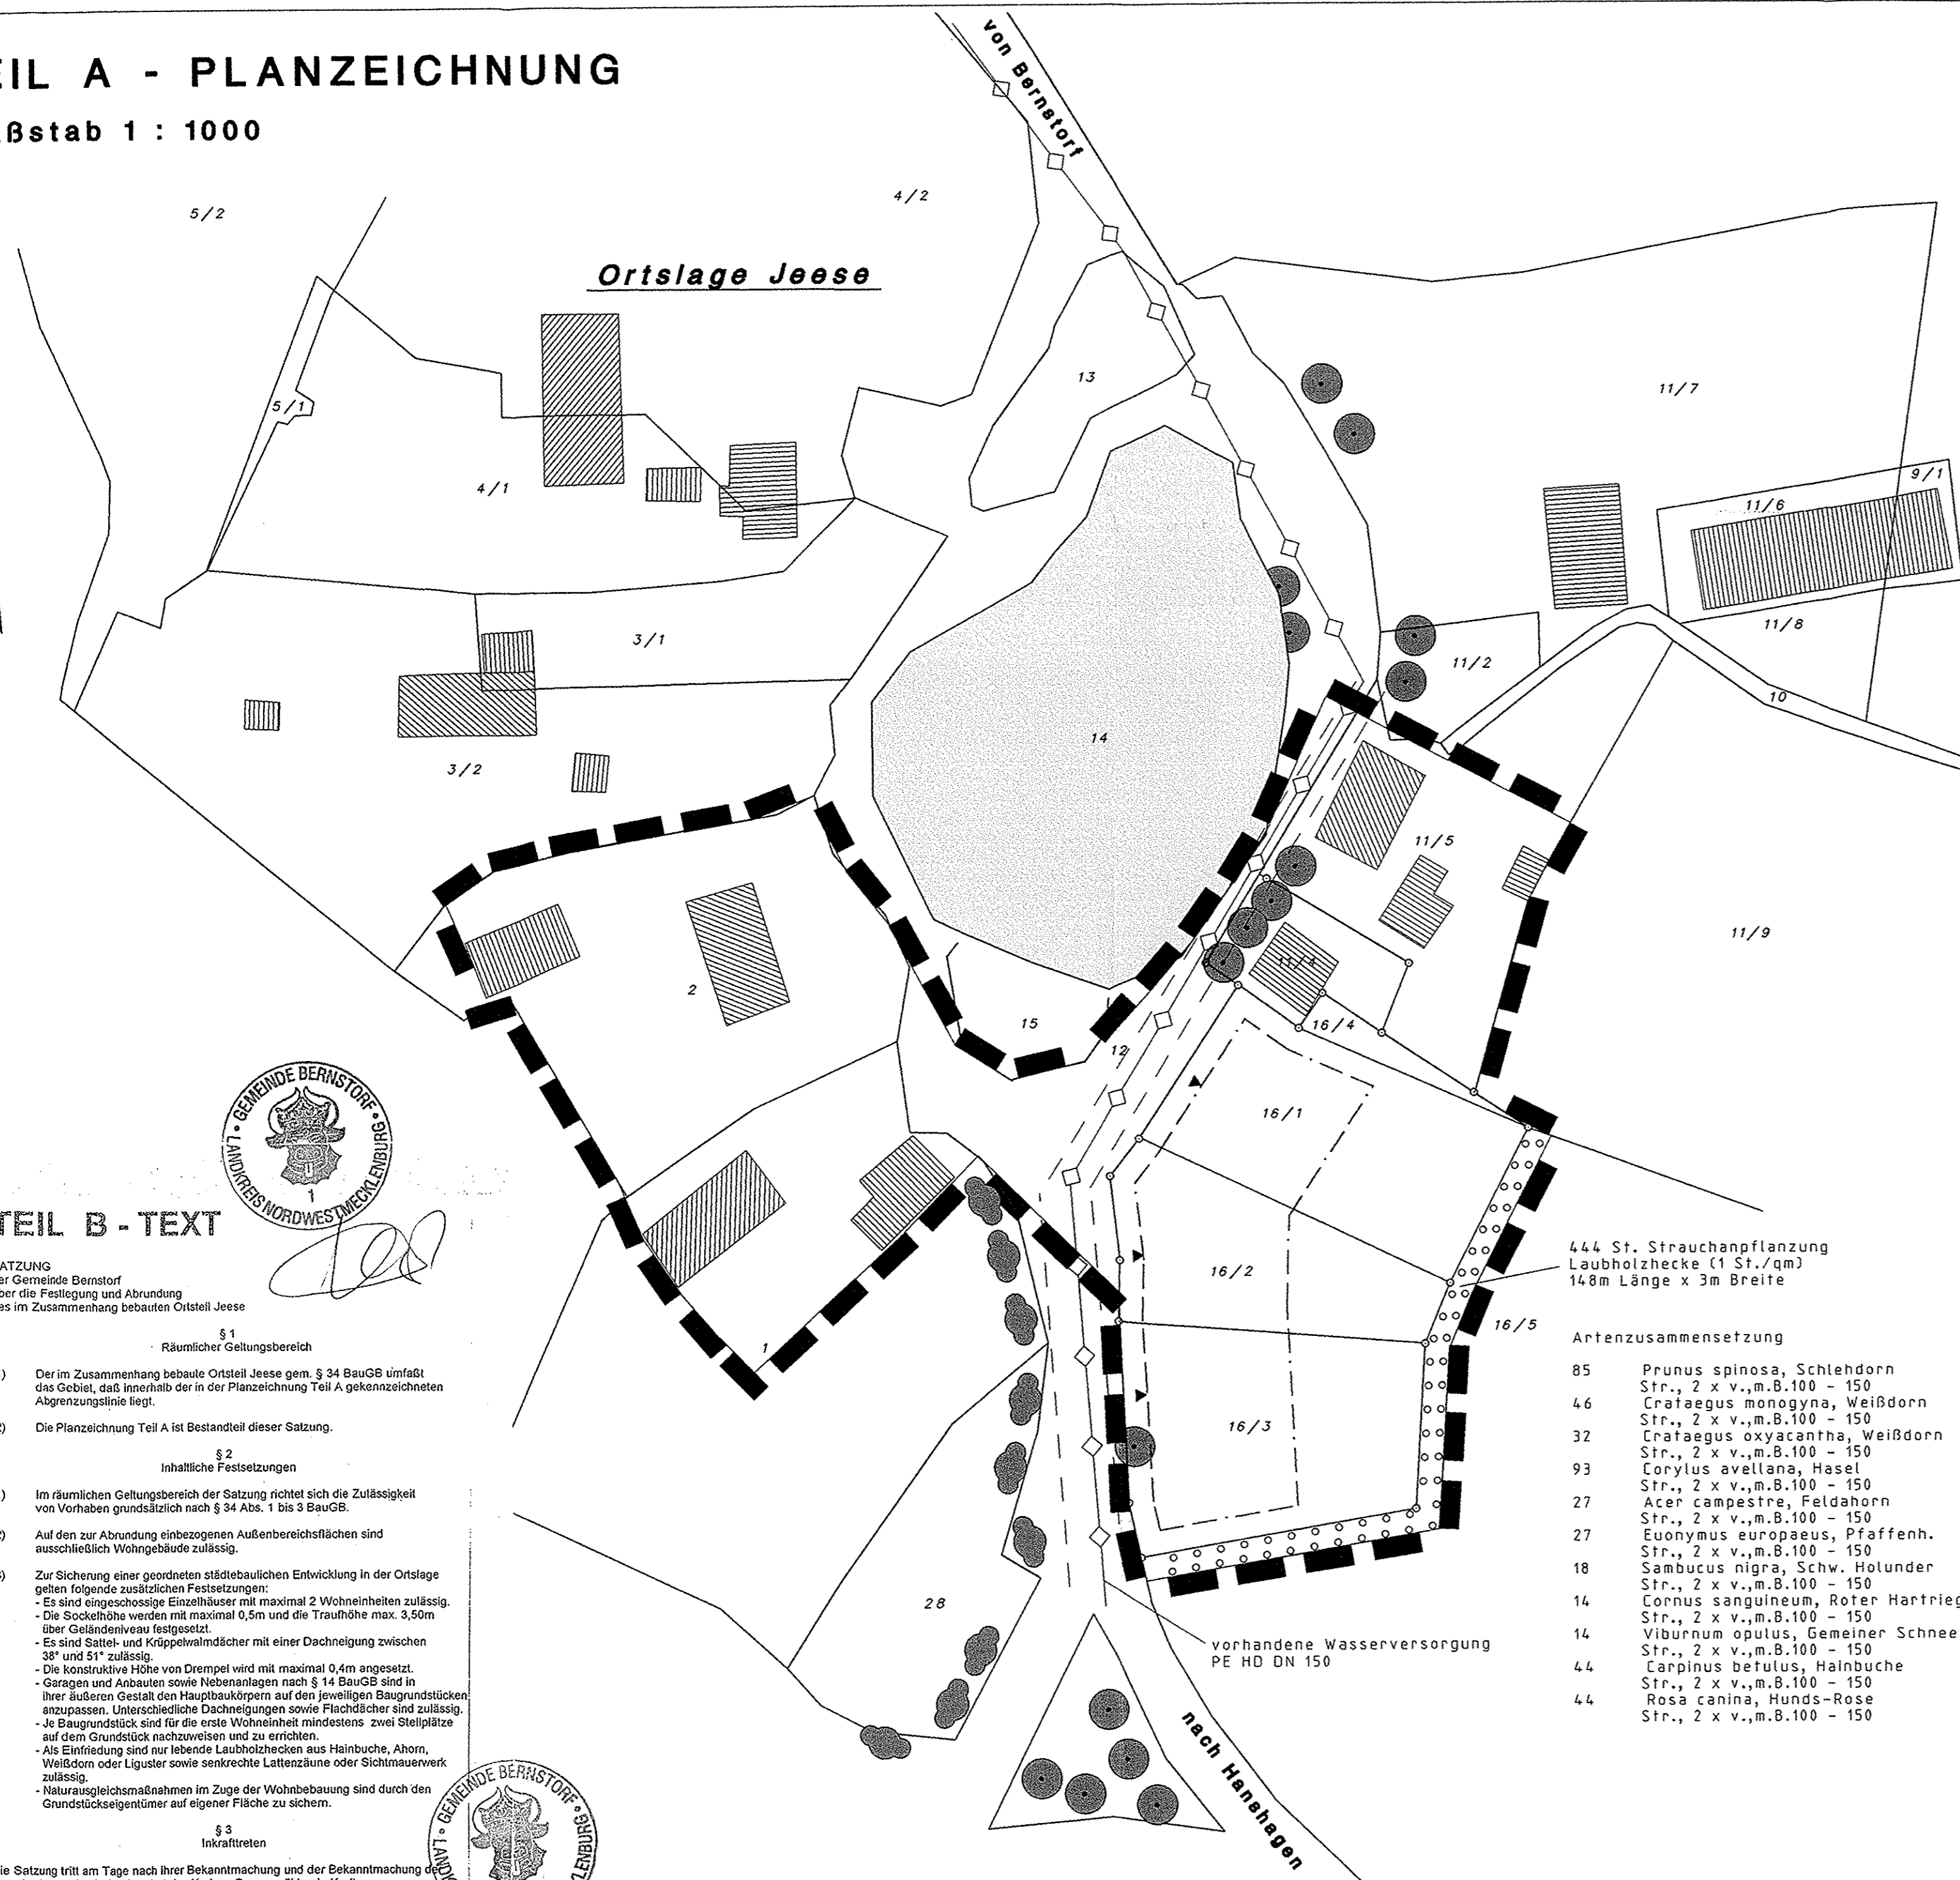 EIL A - PLANZEICHNUNG
ßstab 1 : 1000
von Bernstorf
5/2
4/2
Ortslage Jeese
13
11/7
5/1
4/1
9/1
11/6
3/1
11/8
11/2
10
14
3/2
11/5
11/9
11/4
2
15
16/4
12
16/1
16/2
16/5
1
16/3
28
444 St. Strauchanpflanzung
Laubholzhecke (1 St./qm)
148m Länge x 3m Breite
Artenzusammensetzung
85 Prunus spinosa, Schlehdorn
Str., 2 x v.,m.B.100 - 150
46 Crataegus monogyna, Weißdorn
Str., 2 x v.,m.B.100 - 150
32 Crataegus oxyacantha, Weißdorn
Str., 2 x v.,m.B.100 - 150
93 Corylus avellana, Hasel
Str., 2 x v.,m.B.100 - 150
27 Acer campestre, Feldahorn
Str., 2 x v.,m.B.100 - 150
27 Euonymus europaeus, Pfaffenh.
Str., 2 x v.,m.B.100 - 150
18 Sambucus nigra, Schw. Holunder
Str., 2 x v.,m.B.100 - 150
14 Cornus sanguineum, Roter Hartrieg
Str., 2 x v.,m.B.100 - 150
14 Viburnum opulus, Gemeiner Schnee
Str., 2 x v.,m.B.100 - 150
44 Carpinus betulus, Hainbuche
Str., 2 x v.,m.B.100 - 150
44 Rosa canina, Hunds-Rose
Str., 2 x v.,m.B.100 - 150
vorhandene Wasserversorgung
PE HD DN 150
nach Hanshagen
GEMEINDE BERNSTORF
LANDKREIS NORDWESTMECKLENBURG
1
TEIL B - TEXT
ATZUNG
er Gemeinde Bernstorf
ber die Festlegung und Abrundung
es im Zusammenhang bebauten Ortsteil Jeese
§ 1
Räumlicher Geltungsbereich
) Der im Zusammenhang bebaute Ortsteil Jeese gem. § 34 BauGB umfaßt
das Gebiet, daß innerhalb der in der Planzeichnung Teil A gekennzeichneten
Abgrenzungslinie liegt.
) Die Planzeichnung Teil A ist Bestandteil dieser Satzung.
§ 2
Inhaltliche Festsetzungen
) Im räumlichen Geltungsbereich der Satzung richtet sich die Zulässigkeit
von Vorhaben grundsätzlich nach § 34 Abs. 1 bis 3 BauGB.
) Auf den zur Abrundung einbezogenen Außenbereichsflächen sind
ausschließlich Wohngebäude zulässig.
) Zur Sicherung einer geordneten städtebaulichen Entwicklung in der Ortslage
gelten folgende zusätzlichen Festsetzungen:
- Es sind eingeschossige Einzelhäuser mit maximal 2 Wohneinheiten zulässig.
- Die Sockelhöhe werden mit maximal 0,5m und die Traufhöhe max. 3,50m
über Geländeniveau festgesetzt.
- Es sind Sattel- und Krüppelwalmdächer mit einer Dachneigung zwischen
38° und 51° zulässig.
- Die konstruktive Höhe von Drempel wird mit maximal 0,4m angesetzt.
- Garagen und Anbauten sowie Nebenanlagen nach § 14 BauGB sind in
ihrer äußeren Gestalt den Hauptbaukörpern auf den jeweiligen Baugrundstücken
anzupassen. Unterschiedliche Dachneigungen sowie Flachdächer sind zulässig.
- Je Baugrundstück sind für die erste Wohneinheit mindestens zwei Stellplätze
auf dem Grundstück nachzuweisen und zu errichten.
- Als Einfriedung sind nur lebende Laubholzhecken aus Hainbuche, Ahorn,
Weißdorn oder Liguster sowie senkrechte Lattenzäune oder Sichtmauerwerk
zulässig.
- Naturausgleichsmaßnahmen im Zuge der Wohnbebauung sind durch den
Grundstückseigentümer auf eigener Fläche zu sichern.
§ 3
Inkrafttreten
ie Satzung tritt am Tage nach ihrer Bekanntmachung und der Bekanntmachung de
GEMEINDE BERNSTORF